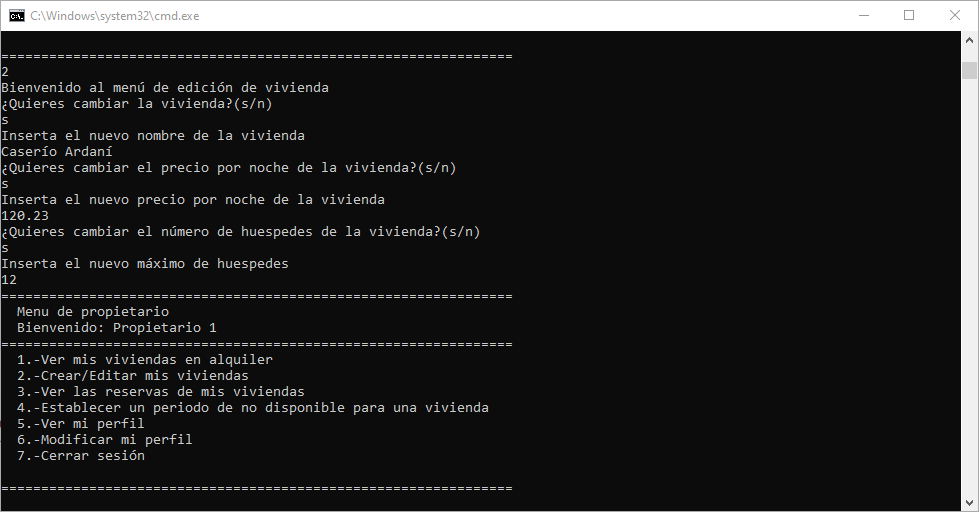 C:\Windows\system32\cmd.exe
================================================================
2
Bienvenido al menú de edición de vivienda
¿Quieres cambiar la vivienda?(s/n)
s
Inserta el nuevo nombre de la vivienda
Caserío Ardaní
¿Quieres cambiar el precio por noche de la vivienda?(s/n)
s
Inserta el nuevo precio por noche de la vivienda
120.23
¿Quieres cambiar el número de huespedes de la vivienda?(s/n)
s
Inserta el nuevo máximo de huespedes
12
================================================================
  Menu de propietario
  Bienvenido: Propietario 1
================================================================
  1.-Ver mis viviendas en alquiler
  2.-Crear/Editar mis viviendas
  3.-Ver las reservas de mis viviendas
  4.-Establecer un periodo de no disponible para una vivienda
  5.-Ver mi perfil
  6.-Modificar mi perfil
  7.-Cerrar sesión
================================================================